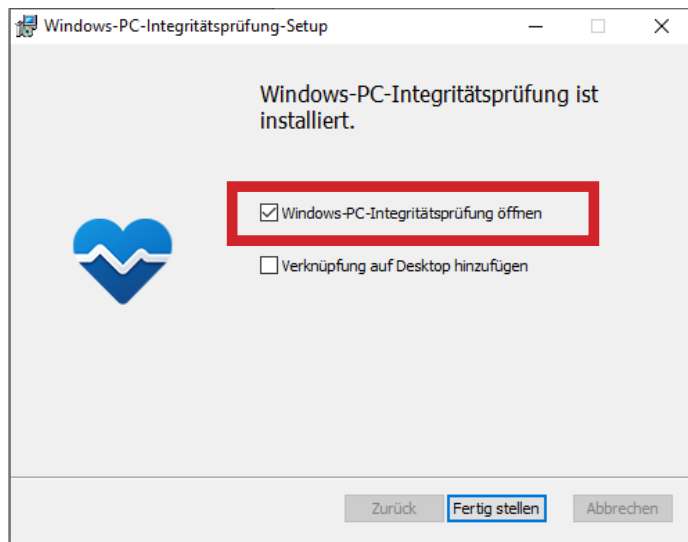 Windows-PC-Integritätsprüfung-Setup
Windows-PC-Integritätsprüfung ist
installiert.
Windows-PC-Integritätsprüfung öffnen
Verknüpfung auf Desktop hinzufügen
Zurück Fertig stellen Abbrechen